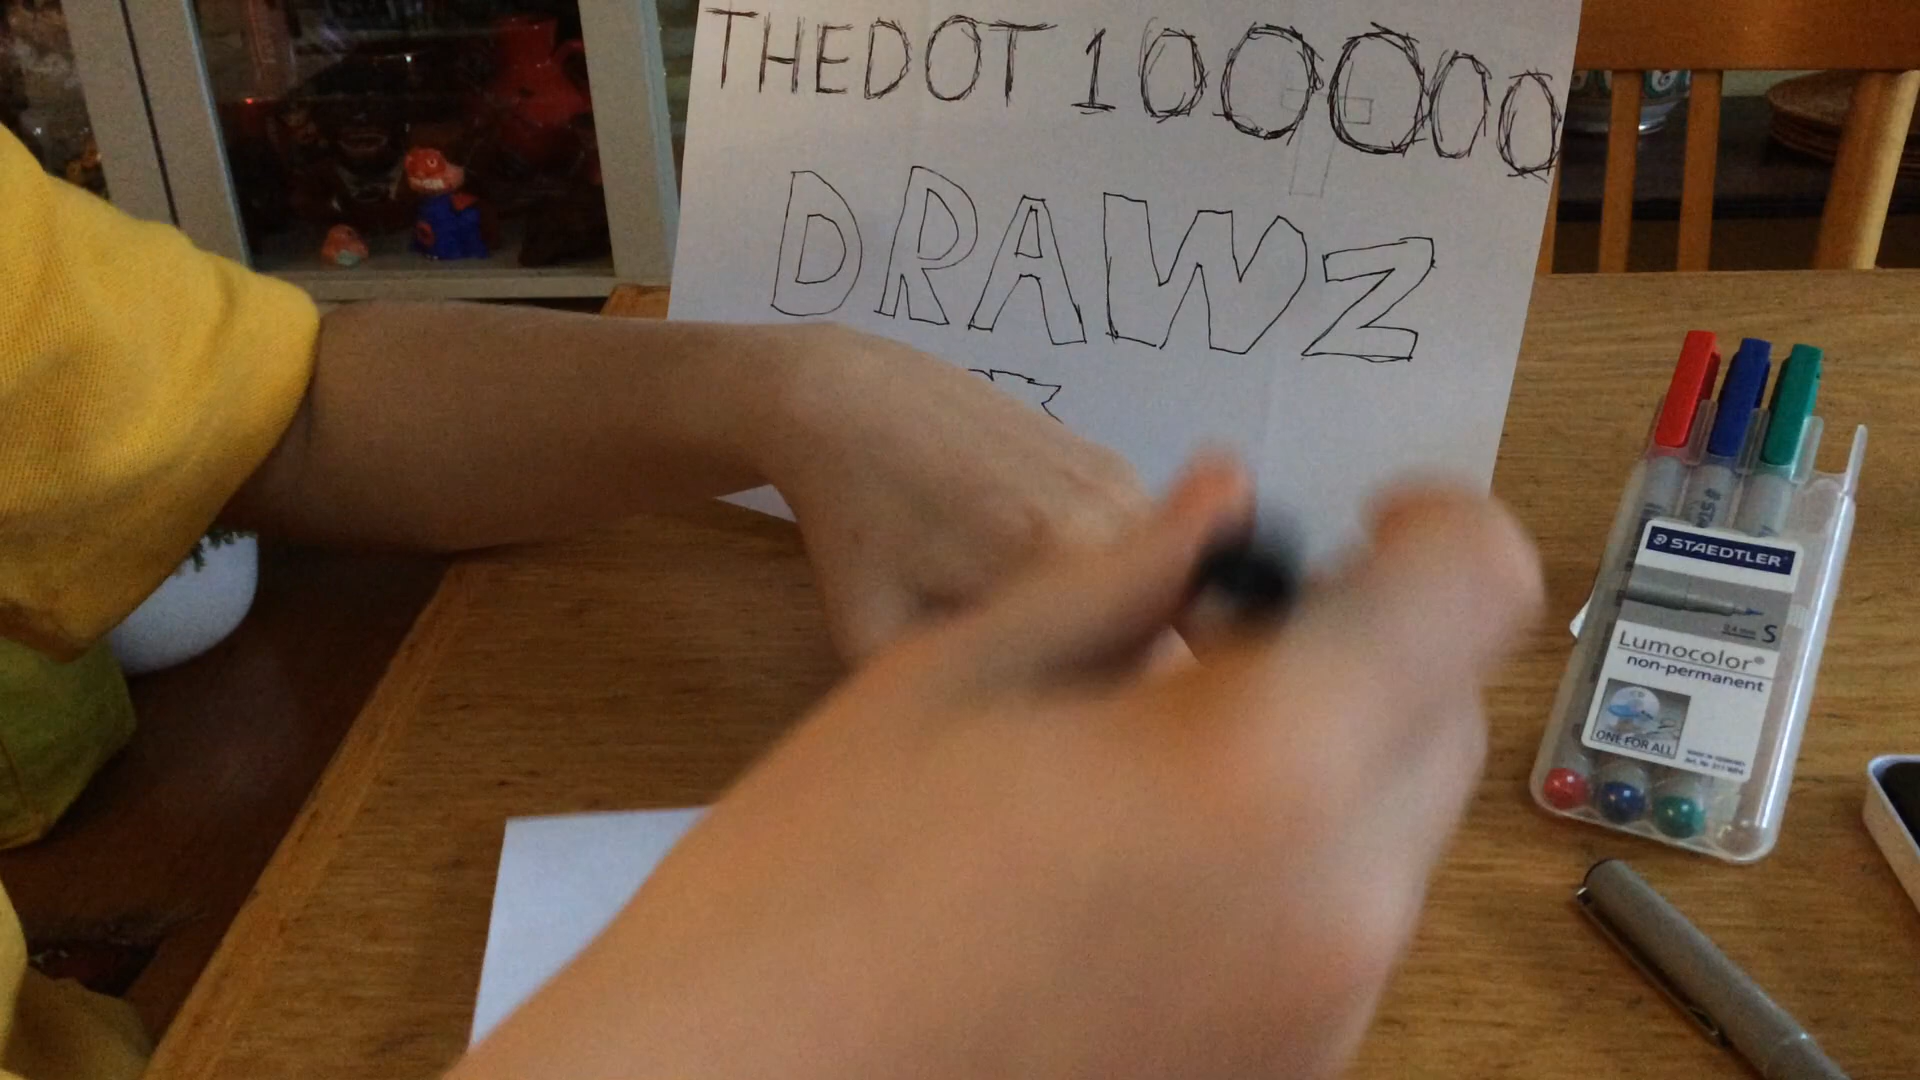 THEDOT 100000
DRAWZ
STAEDTLER
S
Lumocolor®
non-permanent
ONE FOR ALL